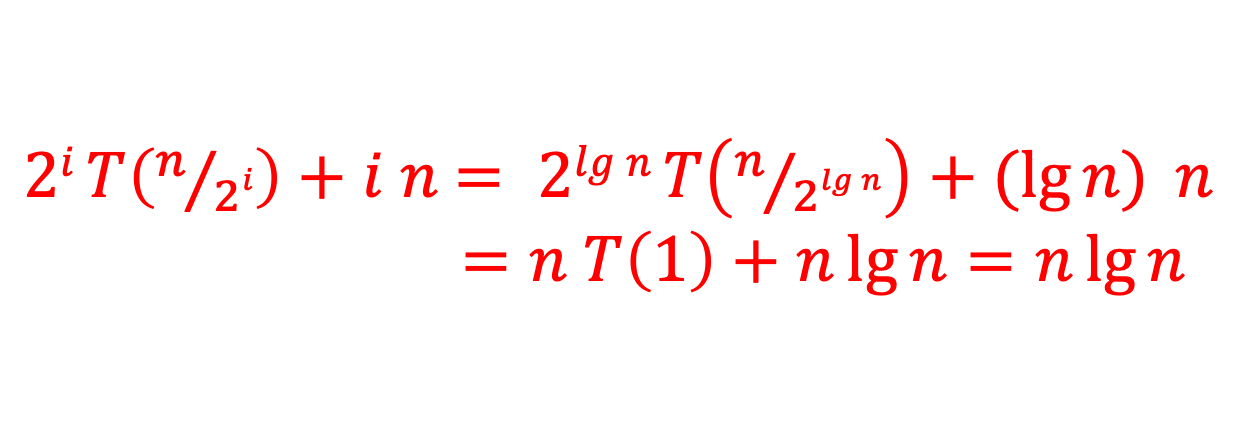 2^i T(n/2^i) + i n = 2^{lg n} T(n/2^{lg n}) + (lg n) n
= n T(1) + n lg n = n lg n